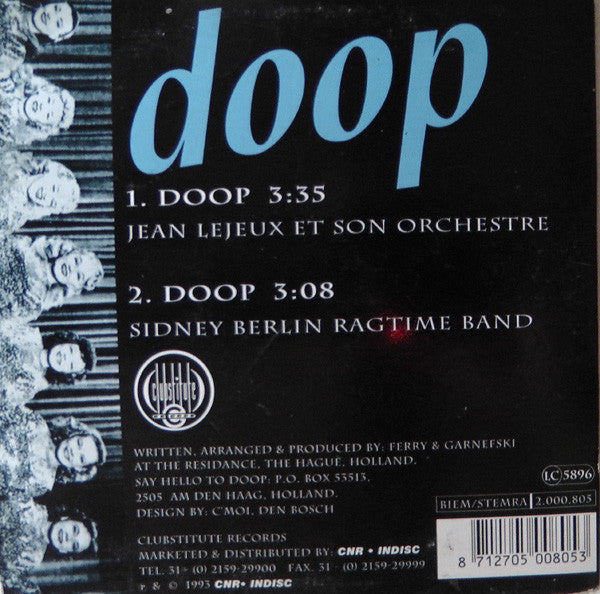 doop
1. DOOP 3:35
JEAN LEJEUX ET SON ORCHESTRE
2. DOOP 3:08
SIDNEY BERLIN RAGTIME BAND
Clubstitute
RECORDS
WRITTEN, ARRANGED & PRODUCED BY: FERRY & GARNEFSKI
AT THE RESIDANCE, THE HAGUE, HOLLAND.
SAY HELLO TO DOOP: P.O. BOX 53513,
2505 AM DEN HAAG, HOLLAND.
DESIGN BY: C'MOI, DEN BOSCH
LC 5896
BIEM/STEMRA 2.000.805
CLUBSTITUTE RECORDS
MARKETED & DISTRIBUTED BY: CNR • INDISC
TEL. 31 - (0) 2159-29900 FAX. 31 - (0) 2159-29999
P & © 1993 CNR • INDISC
8 712705 008053